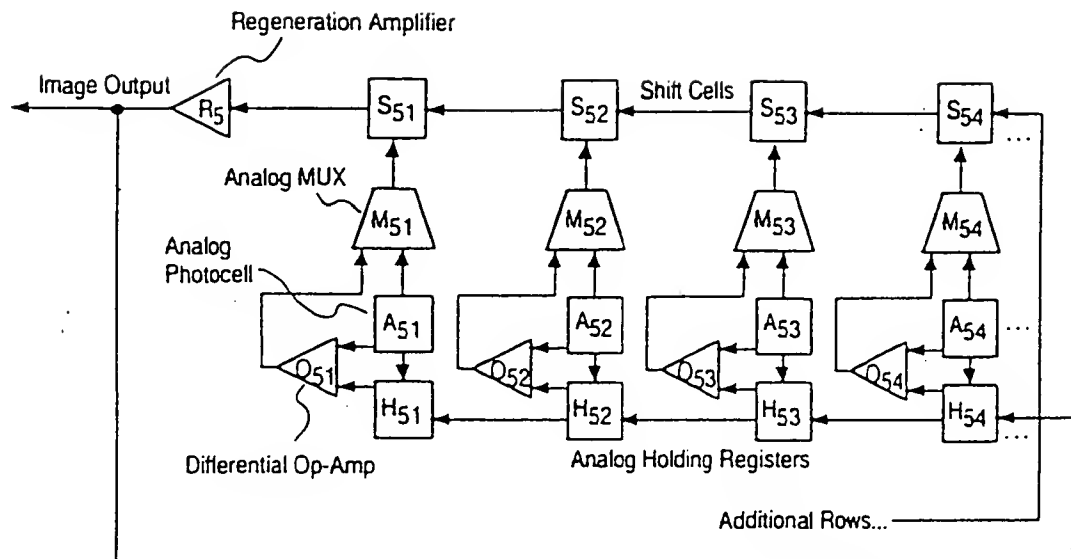 Regeneration Amplifier
Image Output
R5
S51
S52
Shift Cells
S53
S54
...
Analog MUX
M51
M52
M53
M54
Analog
Photocell
A51
A52
A53
A54
...
O51
O52
O53
O54
H51
H52
H53
H54
...
Differential Op-Amp
Analog Holding Registers
Additional Rows...